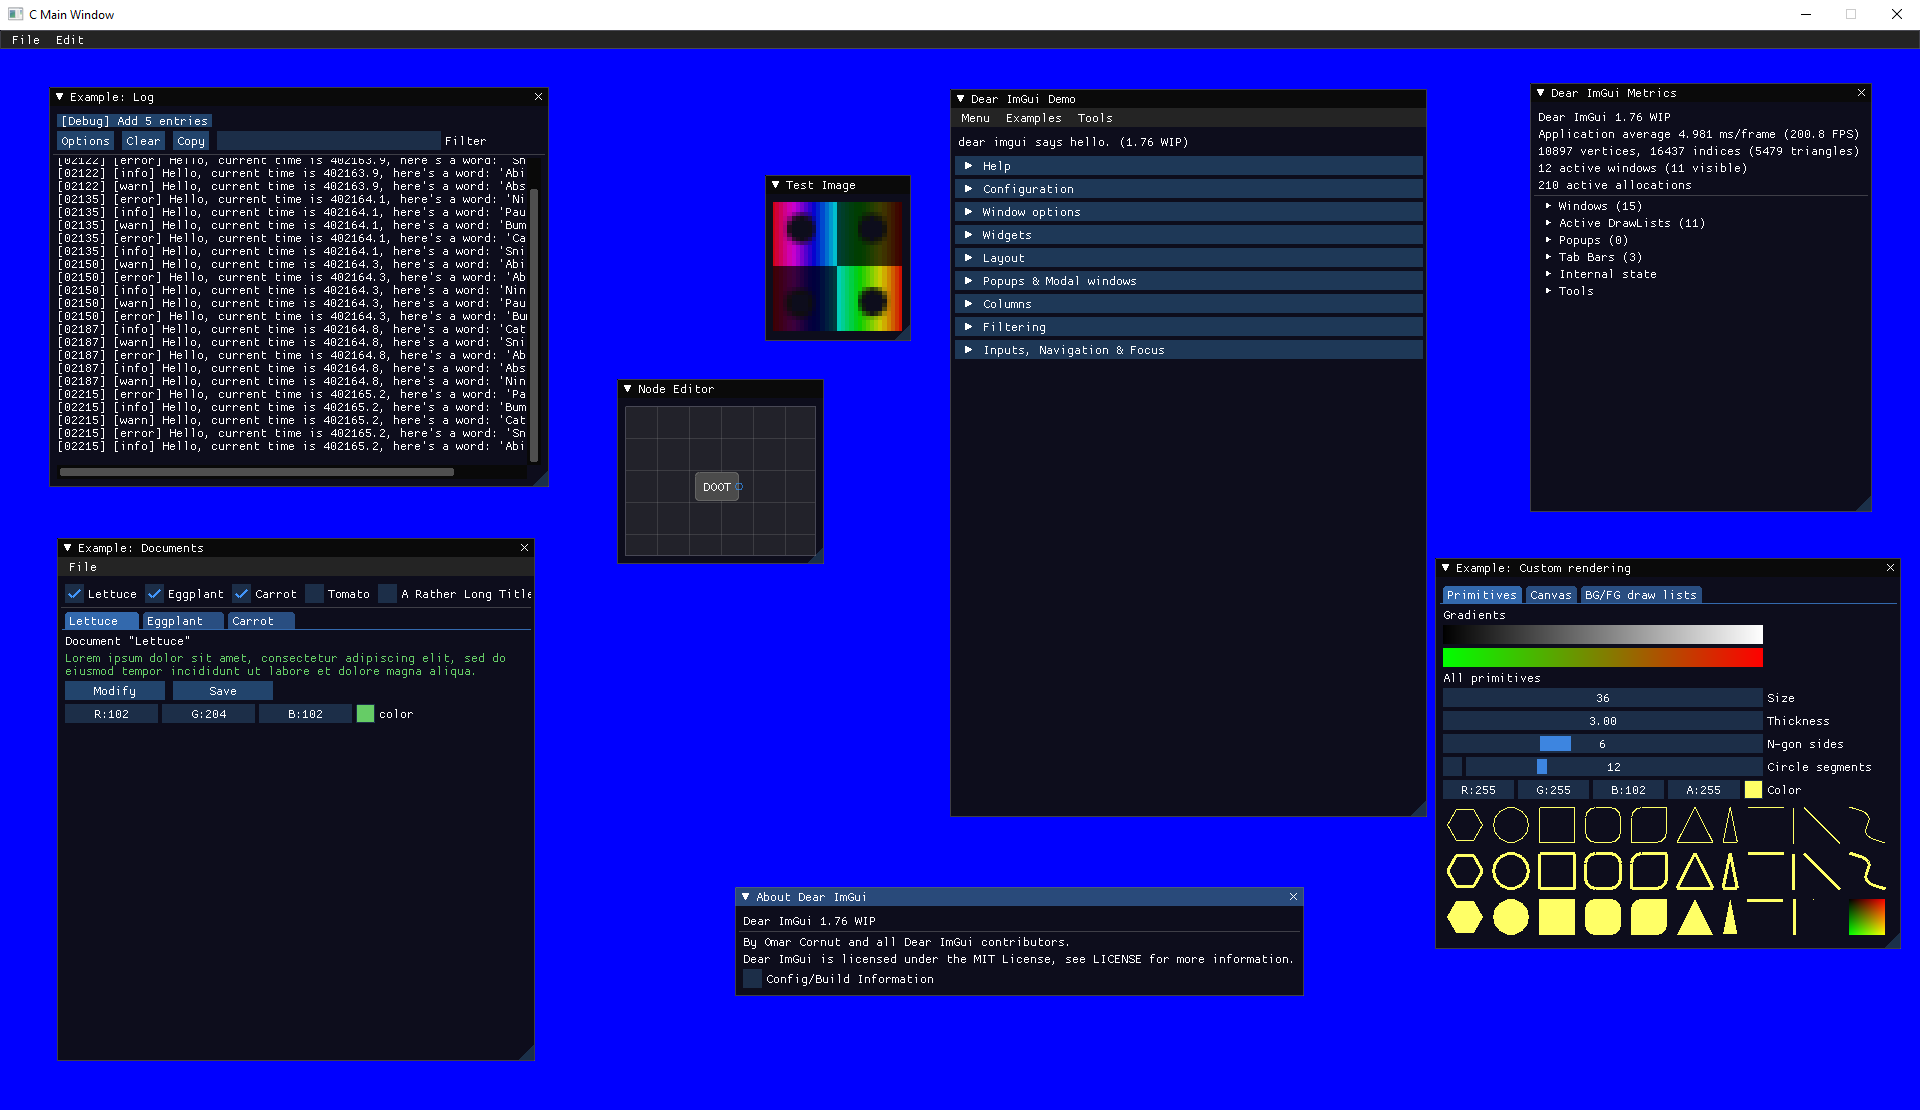 C Main Window
File Edit
Example: Log
[Debug] Add 5 entries
Options Clear Copy Filter
[02122] [error] Hello, current time is 402163.9, here's a word: 'Sn
[02122] [info] Hello, current time is 402163.9, here's a word: 'Abi
[02122] [warn] Hello, current time is 402163.9, here's a word: 'Abs
[02135] [error] Hello, current time is 402164.1, here's a word: 'Ni
[02135] [info] Hello, current time is 402164.1, here's a word: 'Pau
[02135] [warn] Hello, current time is 402164.1, here's a word: 'Bum
[02135] [error] Hello, current time is 402164.1, here's a word: 'Ca
[02135] [info] Hello, current time is 402164.1, here's a word: 'Sni
[02150] [warn] Hello, current time is 402164.3, here's a word: 'Abi
[02150] [error] Hello, current time is 402164.3, here's a word: 'Ab
[02150] [info] Hello, current time is 402164.3, here's a word: 'Nin
[02150] [warn] Hello, current time is 402164.3, here's a word: 'Pau
[02150] [error] Hello, current time is 402164.3, here's a word: 'Bu
[02187] [info] Hello, current time is 402164.8, here's a word: 'Cat
[02187] [warn] Hello, current time is 402164.8, here's a word: 'Sni
[02187] [error] Hello, current time is 402164.8, here's a word: 'Ab
[02187] [info] Hello, current time is 402164.8, here's a word: 'Abs
[02187] [warn] Hello, current time is 402164.8, here's a word: 'Nin
[02215] [error] Hello, current time is 402165.2, here's a word: 'Pa
[02215] [info] Hello, current time is 402165.2, here's a word: 'Bum
[02215] [warn] Hello, current time is 402165.2, here's a word: 'Cat
[02215] [error] Hello, current time is 402165.2, here's a word: 'Sn
[02215] [info] Hello, current time is 402165.2, here's a word: 'Abi
Test Image
Node Editor
DOOT
Dear ImGui Demo
Menu Examples Tools
dear imgui says hello. (1.76 WIP)
Help
Configuration
Window options
Widgets
Layout
Popups & Modal windows
Columns
Filtering
Inputs, Navigation & Focus
Dear ImGui Metrics
Dear ImGui 1.76 WIP
Application average 4.981 ms/frame (200.8 FPS)
10897 vertices, 16437 indices (5479 triangles)
12 active windows (11 visible)
210 active allocations
Windows (15)
Active DrawLists (11)
Popups (0)
Tab Bars (3)
Internal state
Tools
Example: Documents
File
Lettuce Eggplant Carrot Tomato A Rather Long Title
Lettuce Eggplant Carrot
Document "Lettuce"
Lorem ipsum dolor sit amet, consectetur adipiscing elit, sed do
eiusmod tempor incididunt ut labore et dolore magna aliqua.
Modify Save
R:102 G:204 B:102 color
Example: Custom rendering
Primitives Canvas BG/FG draw lists
Gradients
All primitives
36 Size
3.00 Thickness
6 N-gon sides
12 Circle segments
R:255 G:255 B:102 A:255 Color
About Dear ImGui
Dear ImGui 1.76 WIP
By Omar Cornut and all Dear ImGui contributors.
Dear ImGui is licensed under the MIT License, see LICENSE for more information.
Config/Build Information